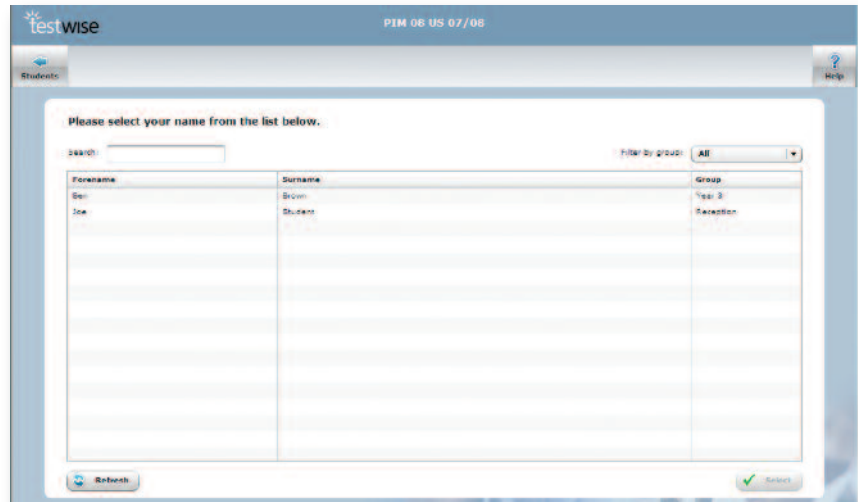 testwise
PIM 06 US 07/08
Students
Help
Please select your name from the list below.
Search:
Filter by group: All
Forename Surname Group
Ben Brown Year 3
Joe Student Reception
Refresh
Select